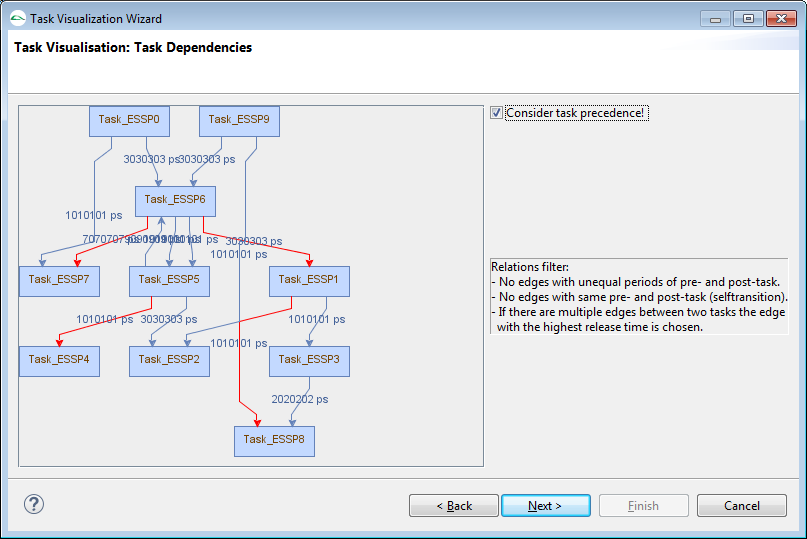 Task Visualization Wizard
Task Visualisation: Task Dependencies
Task_ESSP0
Task_ESSP9
Consider task precedence!
3030303 ps
3030303 ps
Task_ESSP6
1010101 ps
3030303 ps
1010101 ps
Task_ESSP7
Task_ESSP5
Task_ESSP1
Relations filter:
- No edges with unequal periods of pre- and post-task.
- No edges with same pre- and post-task (selftransition).
- If there are multiple edges between two tasks the edge
with the highest release time is chosen.
1010101 ps
3030303 ps
1010101 ps
1010101 ps
Task_ESSP4
Task_ESSP2
Task_ESSP3
2020202 ps
Task_ESSP8
?
< Back
Next >
Finish
Cancel